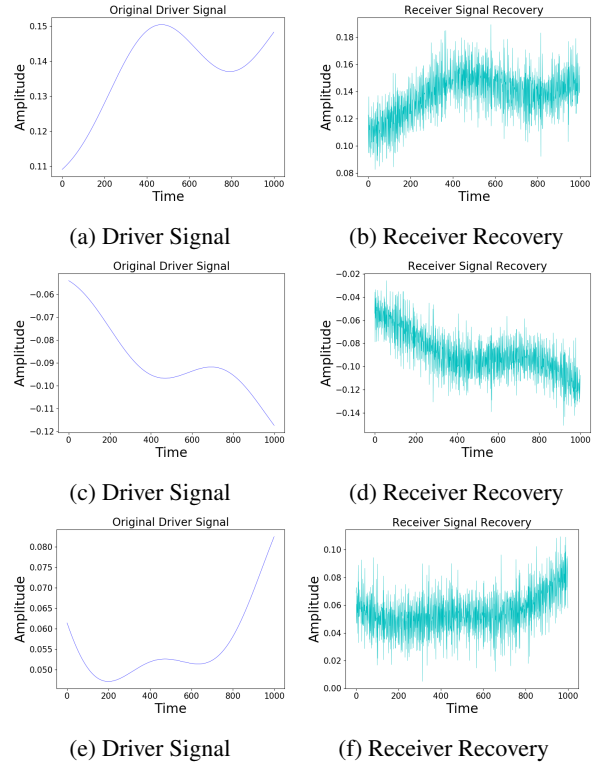 Original Driver Signal
Receiver Signal Recovery
Amplitude
0.15
0.14
0.13
0.12
0.11
0 200 400 600 800 1000
Time
Amplitude
0.18
0.16
0.14
0.12
0.10
0.08
0 200 400 600 800 1000
Time
(a) Driver Signal
(b) Receiver Recovery
Original Driver Signal
Receiver Signal Recovery
Amplitude
−0.06
−0.07
−0.08
−0.09
−0.10
−0.11
−0.12
0 200 400 600 800 1000
Time
Amplitude
−0.02
−0.04
−0.06
−0.08
−0.10
−0.12
−0.14
0 200 400 600 800 1000
Time
(c) Driver Signal
(d) Receiver Recovery
Original Driver Signal
Receiver Signal Recovery
Amplitude
0.080
0.075
0.070
0.065
0.060
0.055
0.050
0 200 400 600 800 1000
Time
Amplitude
0.10
0.08
0.06
0.04
0.02
0.00
0 200 400 600 800 1000
Time
(e) Driver Signal
(f) Receiver Recovery